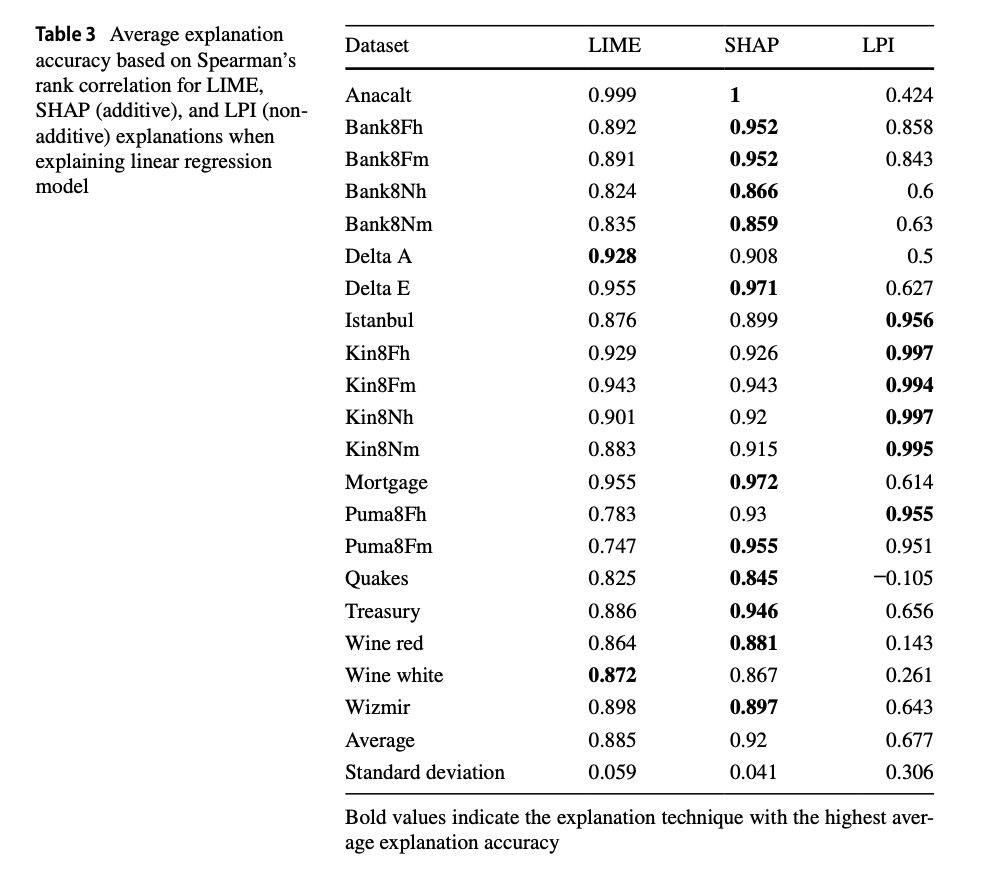 Table 3 Average explanation
accuracy based on Spearman's
rank correlation for LIME,
SHAP (additive), and LPI (non-
additive) explanations when
explaining linear regression
model
Dataset LIME SHAP LPI
Anacalt 0.999 1 0.424
Bank8Fh 0.892 0.952 0.858
Bank8Fm 0.891 0.952 0.843
Bank8Nh 0.824 0.866 0.6
Bank8Nm 0.835 0.859 0.63
Delta A 0.928 0.908 0.5
Delta E 0.955 0.971 0.627
Istanbul 0.876 0.899 0.956
Kin8Fh 0.929 0.926 0.997
Kin8Fm 0.943 0.943 0.994
Kin8Nh 0.901 0.92 0.997
Kin8Nm 0.883 0.915 0.995
Mortgage 0.955 0.972 0.614
Puma8Fh 0.783 0.93 0.955
Puma8Fm 0.747 0.955 0.951
Quakes 0.825 0.845 −0.105
Treasury 0.886 0.946 0.656
Wine red 0.864 0.881 0.143
Wine white 0.872 0.867 0.261
Wizmir 0.898 0.897 0.643
Average 0.885 0.92 0.677
Standard deviation 0.059 0.041 0.306
Bold values indicate the explanation technique with the highest aver-
age explanation accuracy